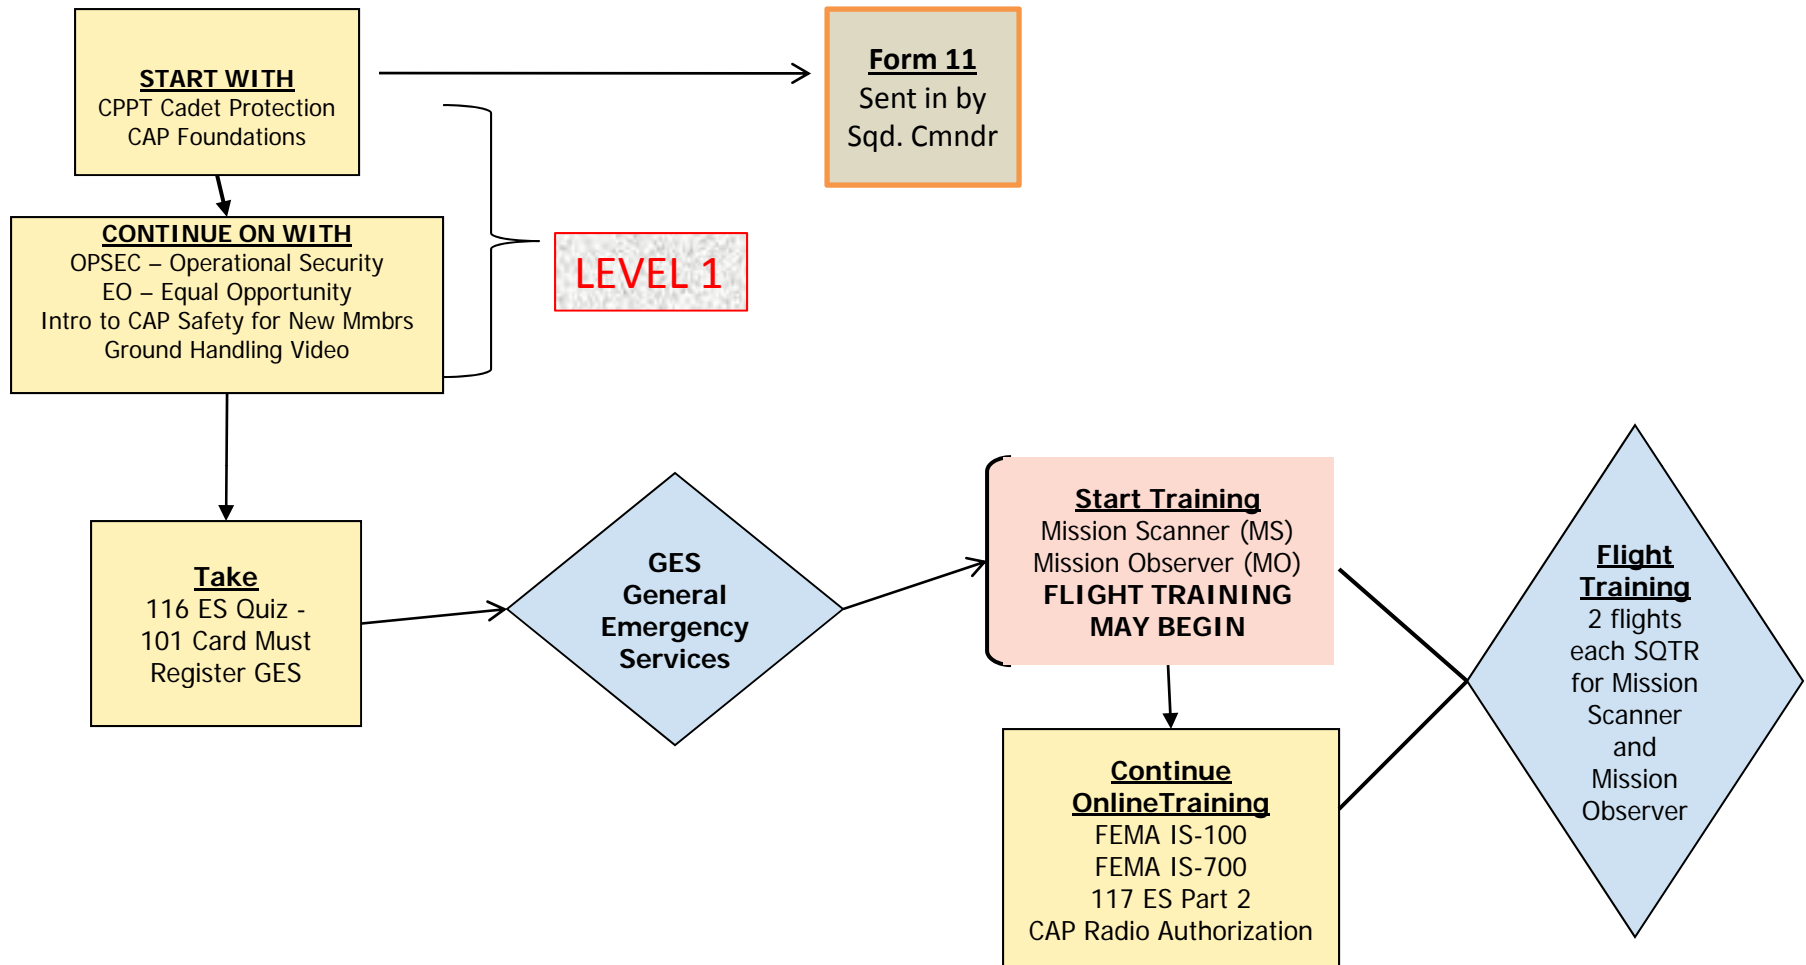 START WITH
CPPT Cadet Protection
CAP Foundations
Form 11
Sent in by
Sqd. Cmndr
CONTINUE ON WITH
OPSEC – Operational Security
EO – Equal Opportunity
Intro to CAP Safety for New Mmbrs
Ground Handling Video
LEVEL 1
Take
116 ES Quiz -
101 Card Must
Register GES
GES
General
Emergency
Services
Start Training
Mission Scanner (MS)
Mission Observer (MO)
FLIGHT TRAINING
MAY BEGIN
Continue
OnlineTraining
FEMA IS-100
FEMA IS-700
117 ES Part 2
CAP Radio Authorization
Flight
Training
2 flights
each SQTR
for Mission
Scanner
and
Mission
Observer